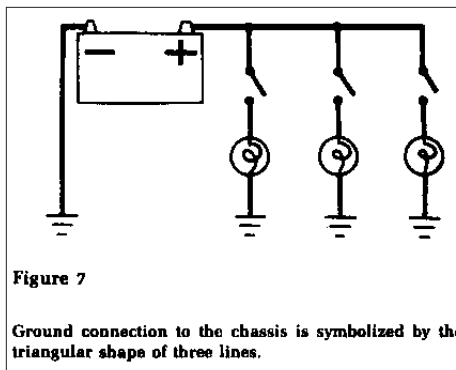 − +
Figure 7
Ground connection to the chassis is symbolized by the
triangular shape of three lines.